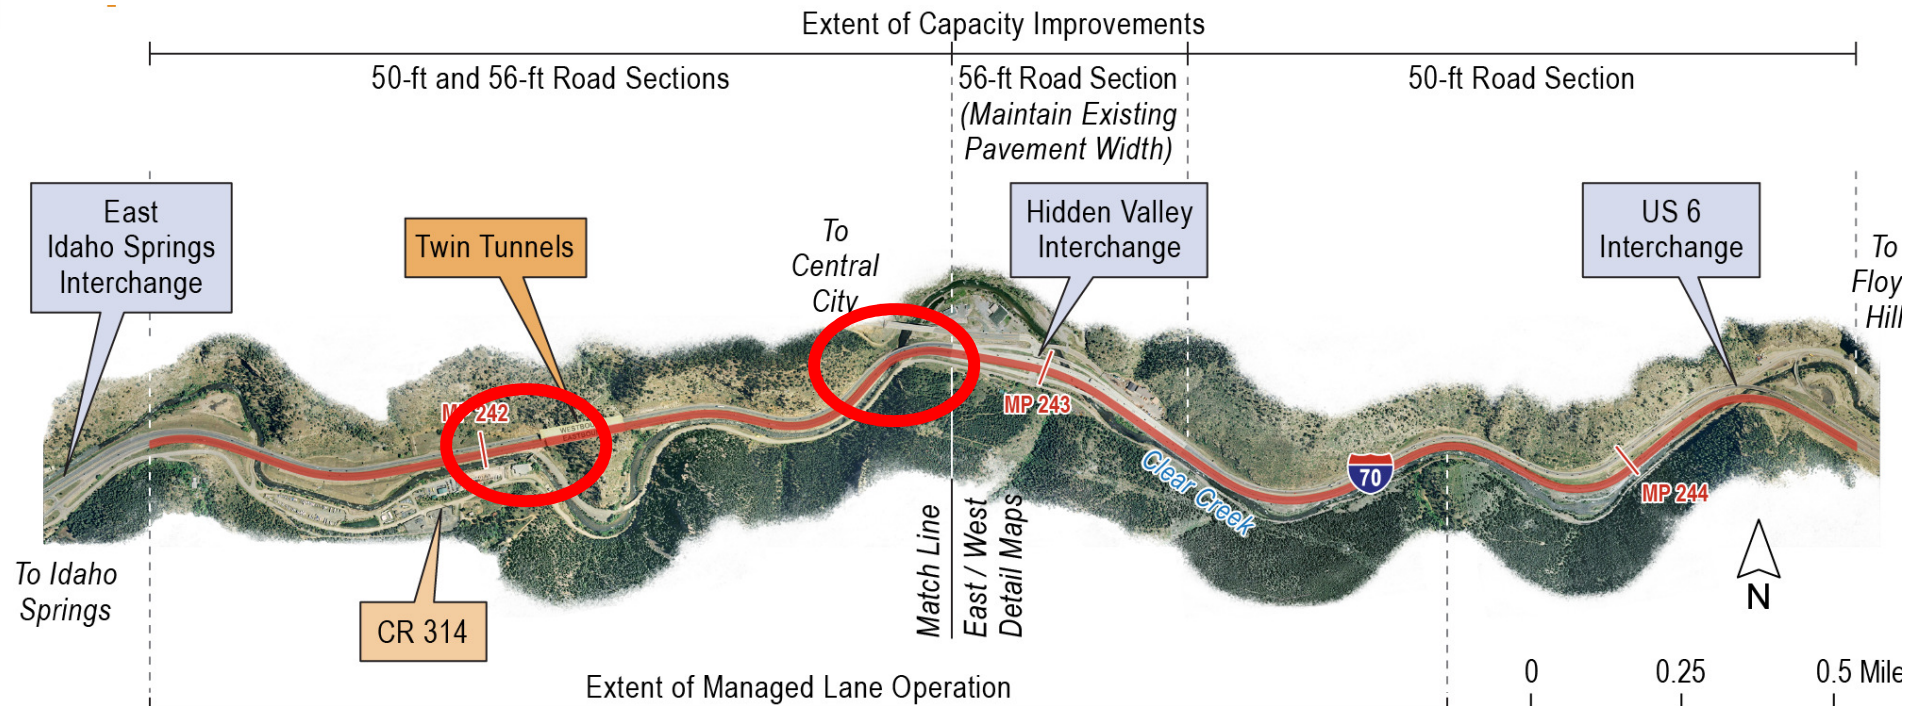 Extent of Capacity Improvements
50-ft and 56-ft Road Sections
56-ft Road Section
(Maintain Existing
Pavement Width)
50-ft Road Section
East
Idaho Springs
Interchange
Twin Tunnels
To
Central
City
Hidden Valley
Interchange
US 6
Interchange
To
Floy
Hill
MP 242
WESTBOU
EASTBOU
MP 243
Clear Creek
70
MP 244
To Idaho
Springs
CR 314
Match Line
East / West
Detail Maps
N
Extent of Managed Lane Operation
0 0.25 0.5 Mile